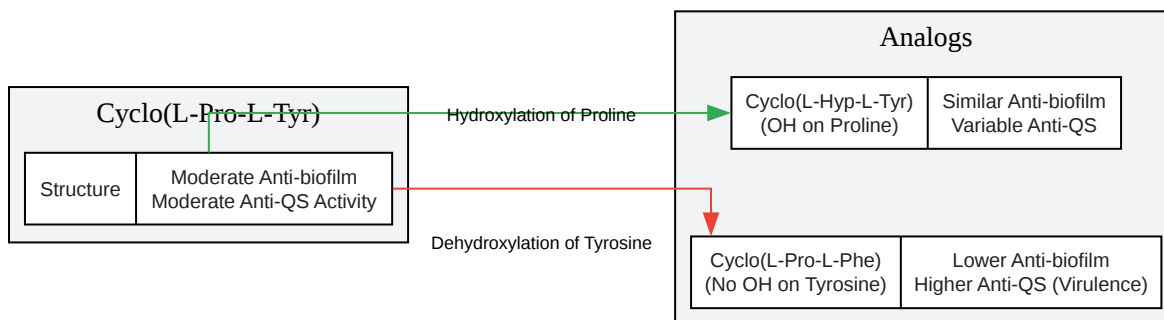 Cyclo(L-Pro-L-Tyr)
Structure
Moderate Anti-biofilm
Moderate Anti-QS Activity
Hydroxylation of Proline
Dehydroxylation of Tyrosine
Analogs
Cyclo(L-Hyp-L-Tyr)
(OH on Proline)
Similar Anti-biofilm
Variable Anti-QS
Cyclo(L-Pro-L-Phe)
(No OH on Tyrosine)
Lower Anti-biofilm
Higher Anti-QS (Virulence)